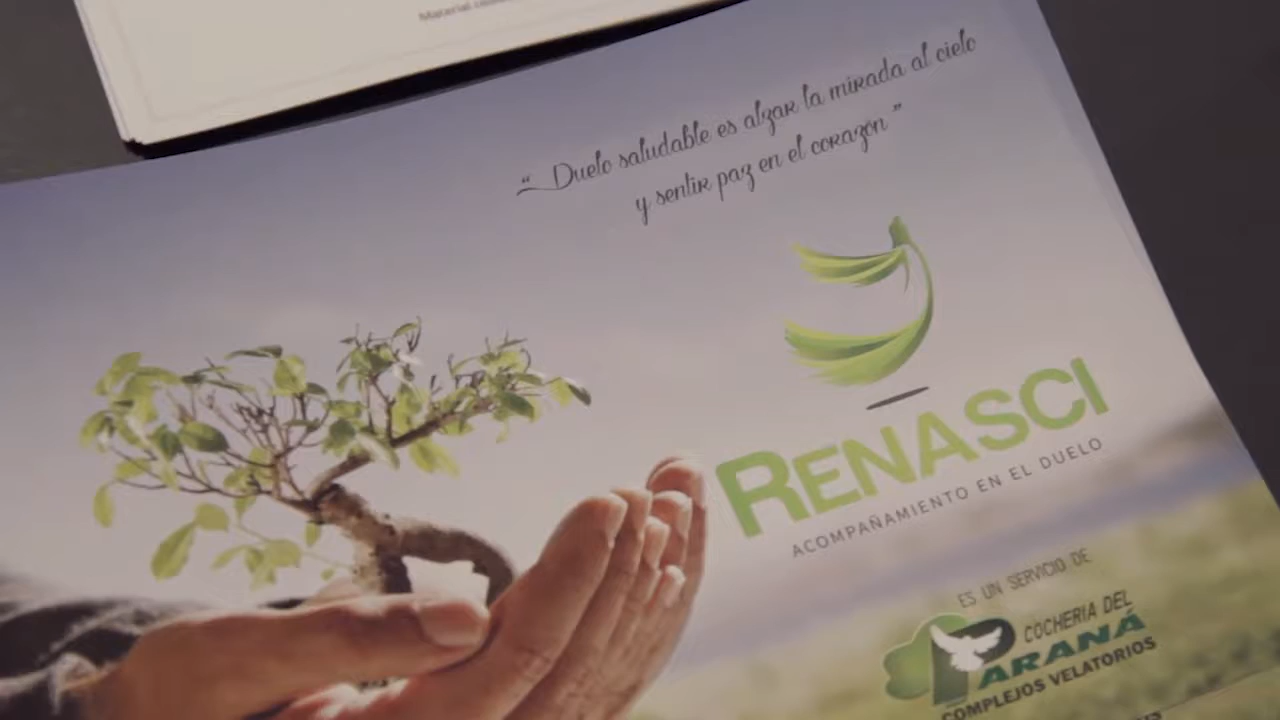 Material
“ Duelo saludable es alzar la mirada al cielo
y sentir paz en el corazón ”
RENASCI
ACOMPAÑAMIENTO EN EL DUELO
ES UN SERVICIO DE
COCHERIA DEL
PARANÁ
COMPLEJOS VELATORIOS